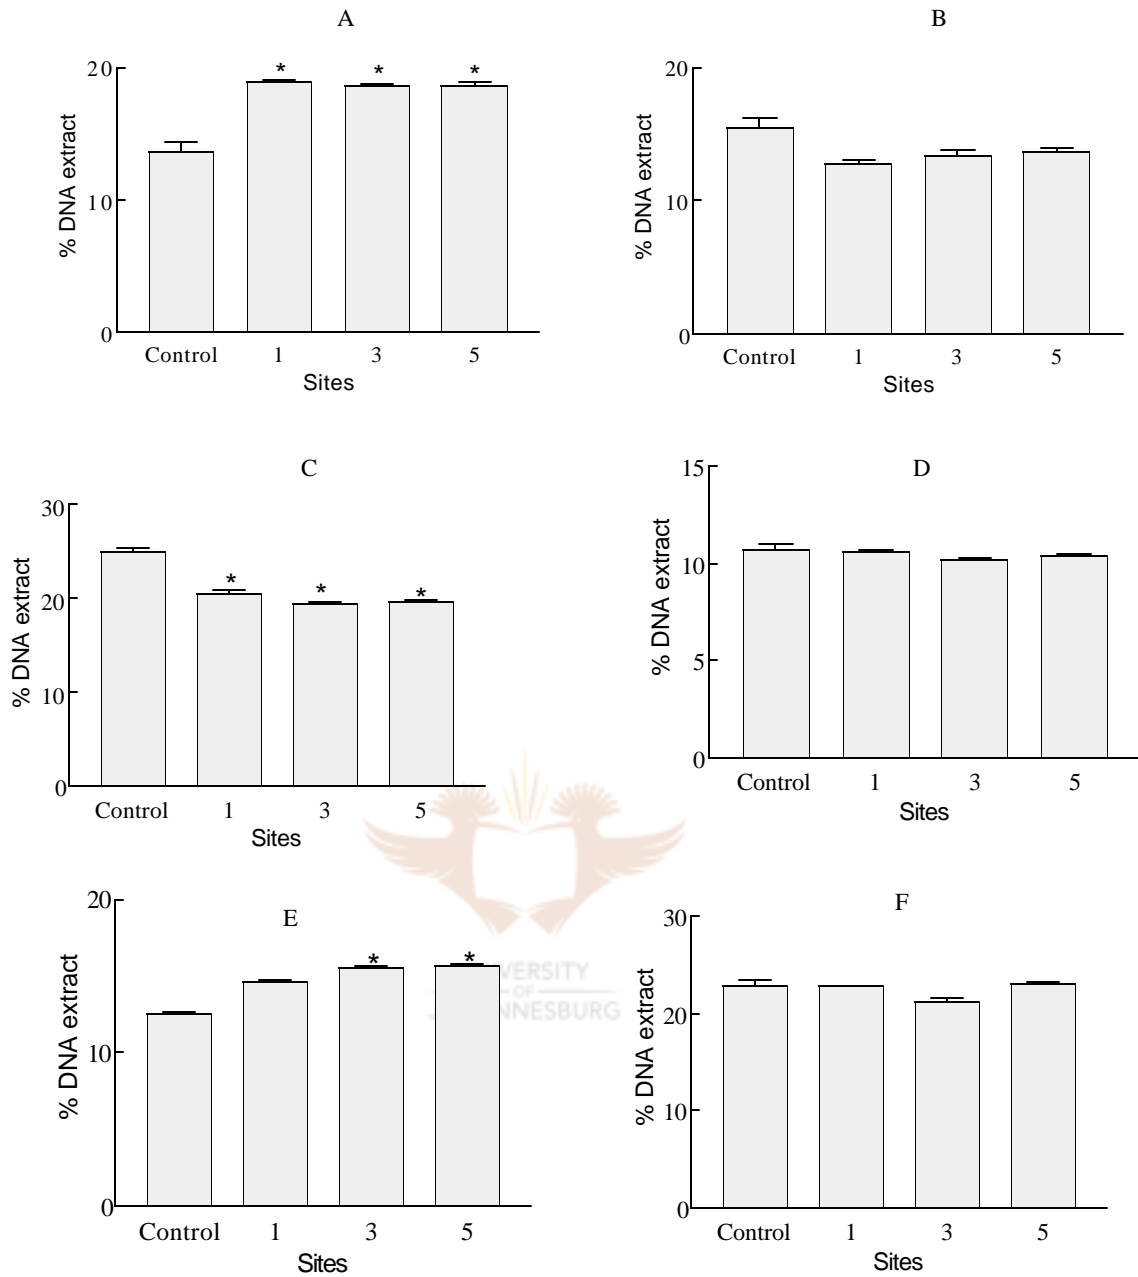 A
% DNA extract
20
10
0
* * *
Control 1 3 5
Sites
B
% DNA extract
20
10
0
Control 1 3 5
Sites
C
% DNA extract
30
20
10
0
* * *
Control 1 3 5
Sites
D
% DNA extract
15
10
5
0
Control 1 3 5
Sites
E
% DNA extract
20
10
0
* *
Control 1 3 5
Sites
F
% DNA extract
30
20
10
0
Control 1 3 5
Sites
VERSITY
OF
NNESBURG